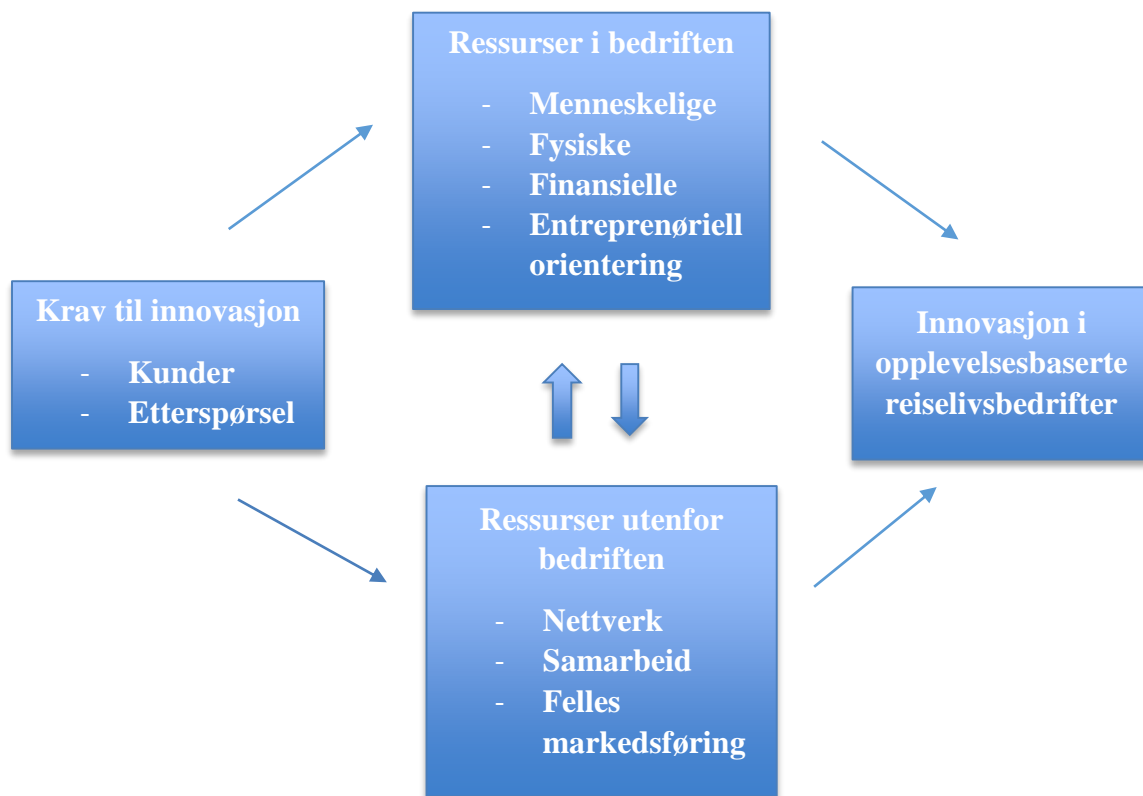 Ressurser i bedriften
- Menneskelige
- Fysiske
- Finansielle
- Entreprenøriell
orientering
Krav til innovasjon
- Kunder
- Etterspørsel
Innovasjon i
opplevelsesbaserte
reiselivsbedrifter
Ressurser utenfor
bedriften
- Nettverk
- Samarbeid
- Felles
markedsføring